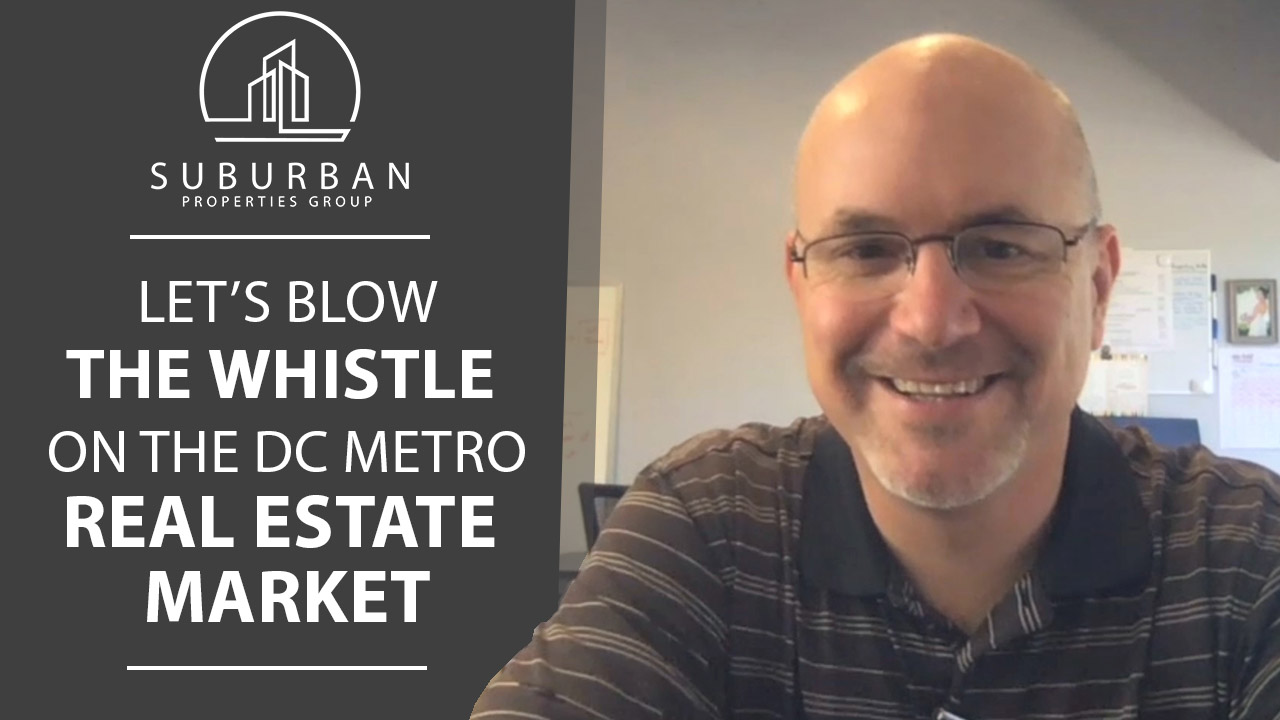 SUBURBAN
PROPERTIES GROUP
LET’S BLOW
THE WHISTLE
ON THE DC METRO
REAL ESTATE
MARKET